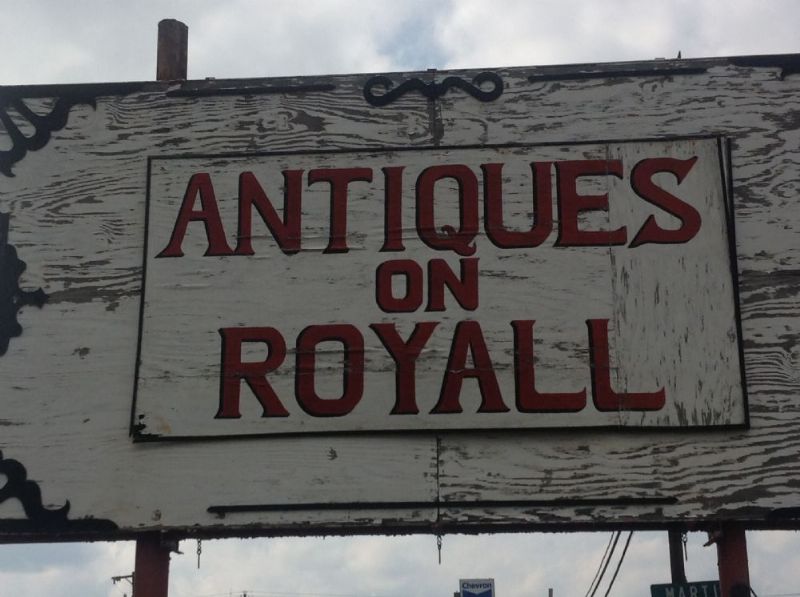 ANTIQUES
ON
ROYALL
Chevron